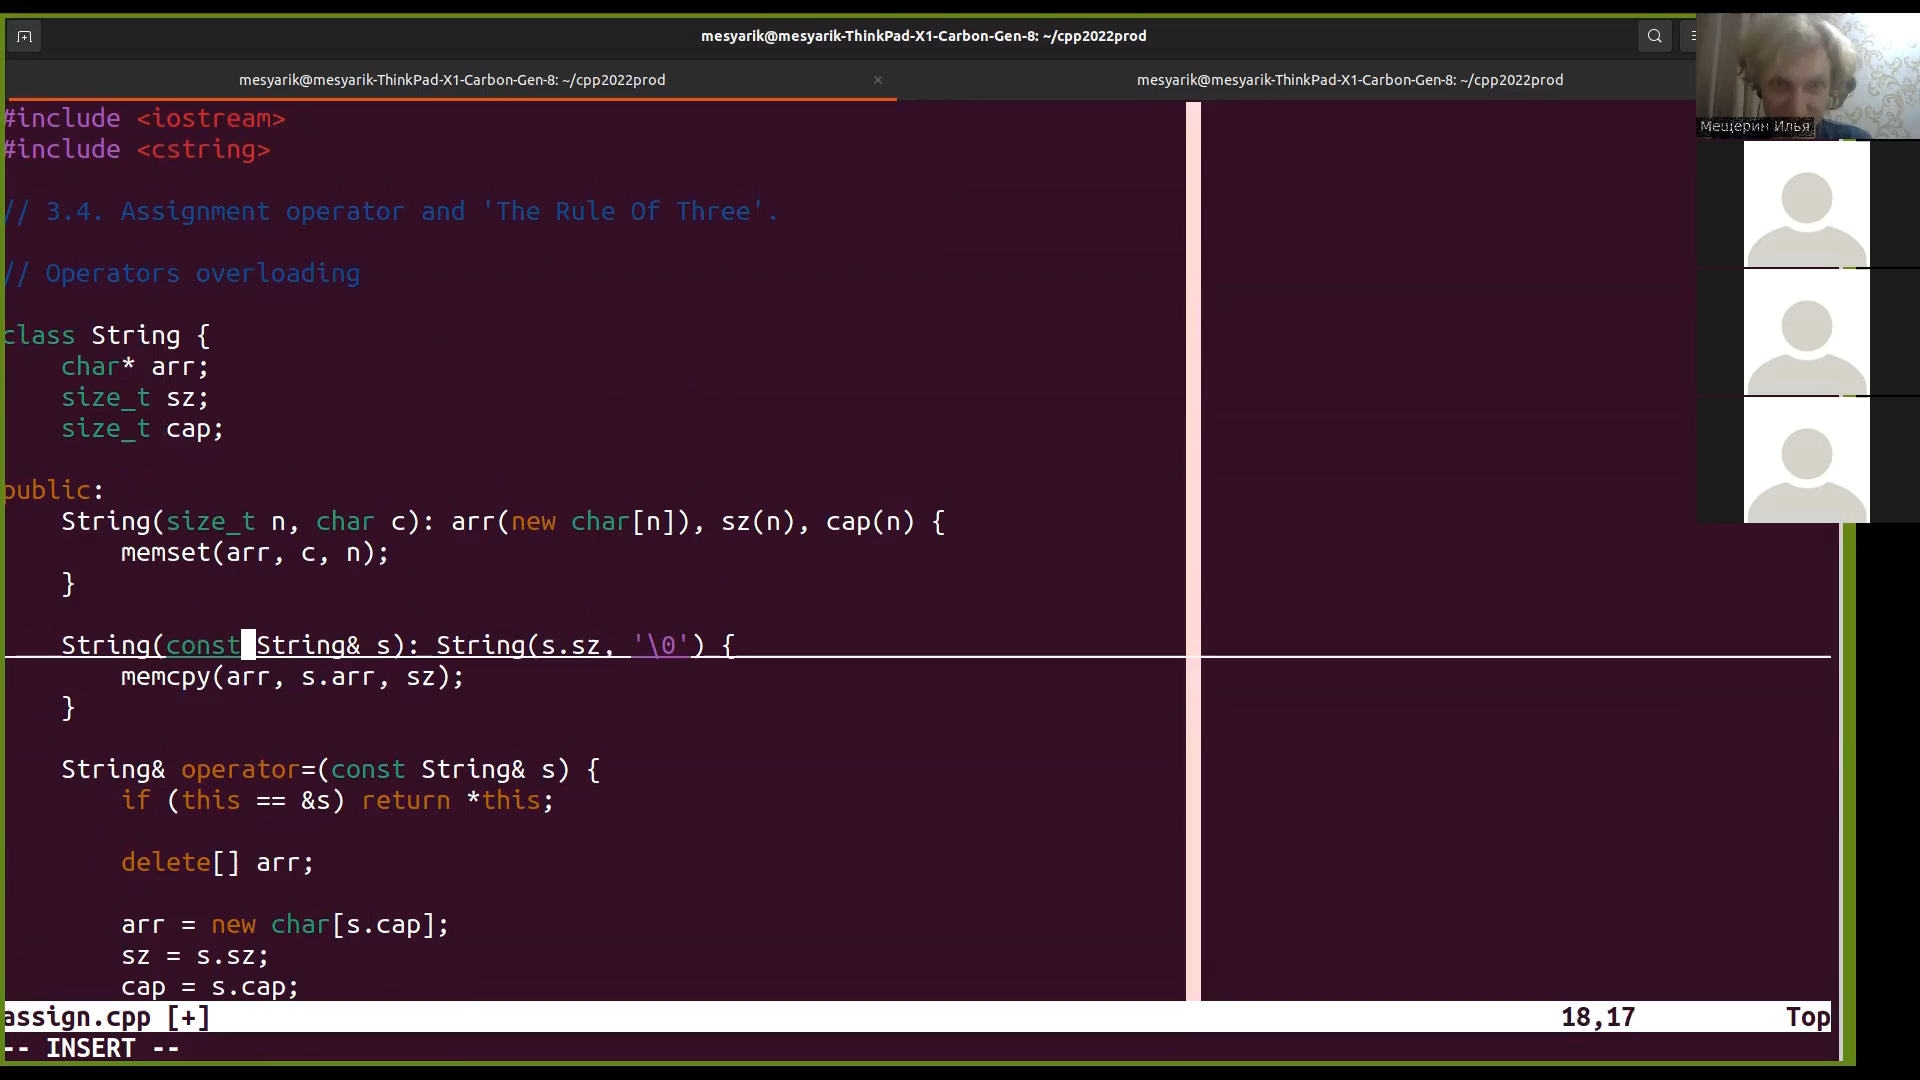 mesyarik@mesyarik-ThinkPad-X1-Carbon-Gen-8: ~/cpp2022prod
mesyarik@mesyarik-ThinkPad-X1-Carbon-Gen-8: ~/cpp2022prod
mesyarik@mesyarik-ThinkPad-X1-Carbon-Gen-8: ~/cpp2022prod
Мещерин Илья
#include <iostream>
#include <cstring>
// 3.4. Assignment operator and 'The Rule Of Three'.
// Operators overloading
class String {
    char* arr;
    size_t sz;
    size_t cap;
public:
    String(size_t n, char c): arr(new char[n]), sz(n), cap(n) {
        memset(arr, c, n);
    }
    String(const String& s): String(s.sz, '\0') {
        memcpy(arr, s.arr, sz);
    }
    String& operator=(const String& s) {
        if (this == &s) return *this;
        delete[] arr;
        arr = new char[s.cap];
        sz = s.sz;
        cap = s.cap;
assign.cpp [+] 18,17 Top
-- INSERT --